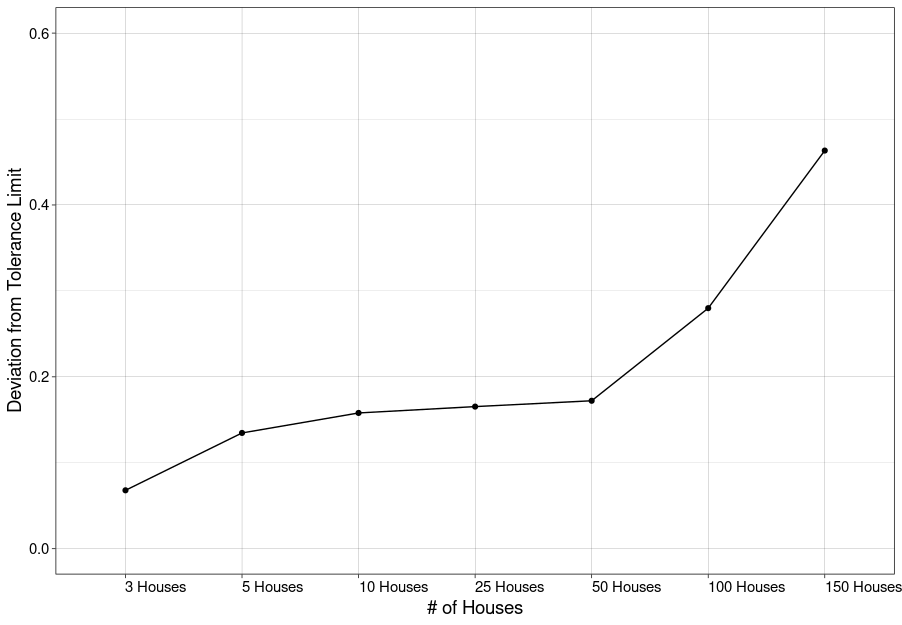 0.6
0.4
0.2
0.0
Deviation from Tolerance Limit
3 Houses
5 Houses
10 Houses
25 Houses
50 Houses
100 Houses
150 Houses
# of Houses